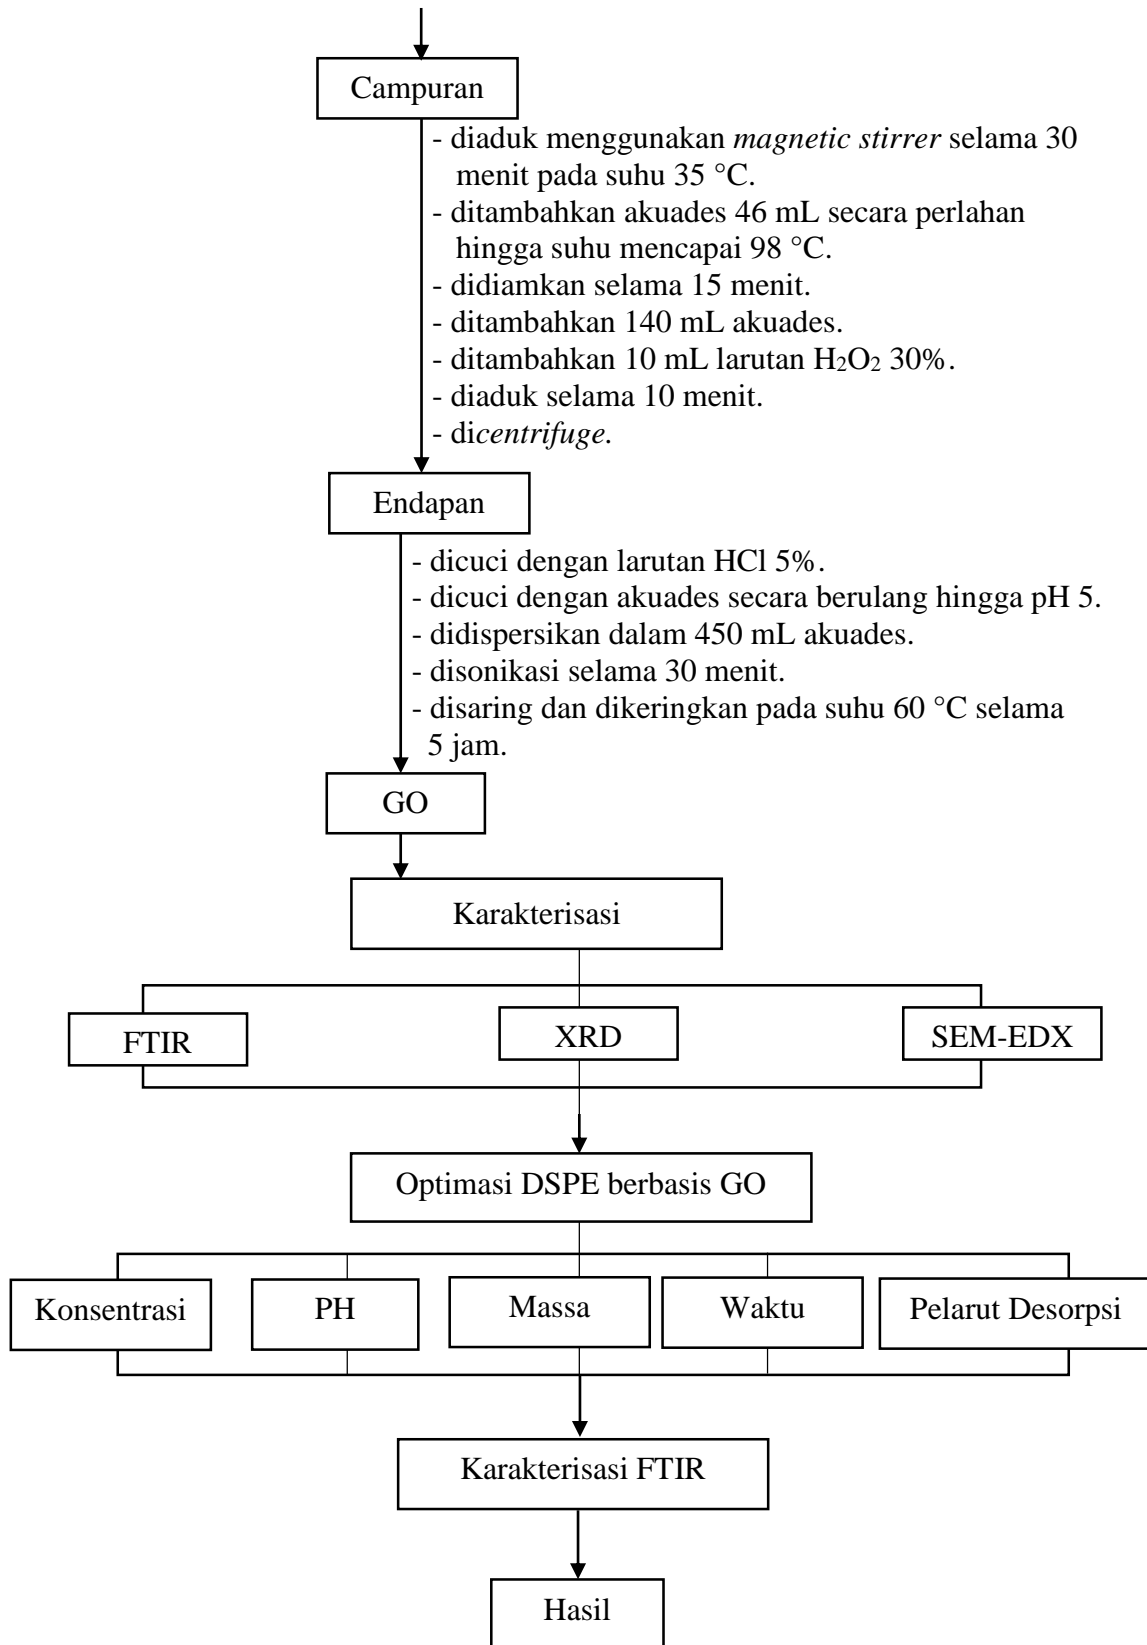 Campuran
- diaduk menggunakan magnetic stirrer selama 30
menit pada suhu 35 °C.
- ditambahkan akuades 46 mL secara perlahan
hingga suhu mencapai 98 °C.
- didiamkan selama 15 menit.
- ditambahkan 140 mL akuades.
- ditambahkan 10 mL larutan H₂O₂ 30%.
- diaduk selama 10 menit.
- dicentrifuge.
Endapan
- dicuci dengan larutan HCl 5%.
- dicuci dengan akuades secara berulang hingga pH 5.
- didispersikan dalam 450 mL akuades.
- disonikasi selama 30 menit.
- disaring dan dikeringkan pada suhu 60 °C selama
5 jam.
GO
Karakterisasi
FTIR
XRD
SEM-EDX
Optimasi DSPE berbasis GO
Konsentrasi
PH
Massa
Waktu
Pelarut Desorpsi
Karakterisasi FTIR
Hasil